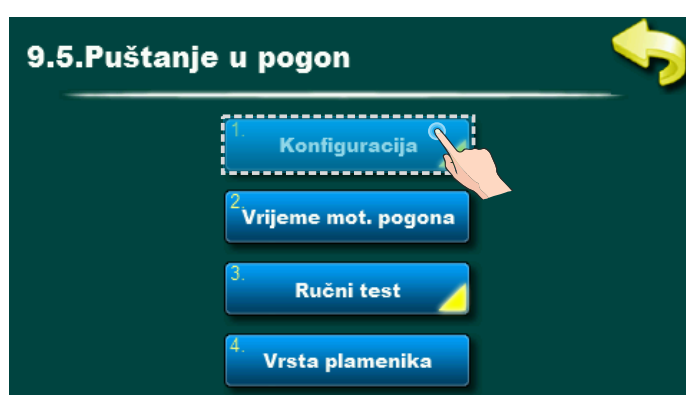 9.5.Puštanje u pogon
1.
Konfiguracija
2.
Vrijeme mot. pogona
3.
Ručni test
4.
Vrsta plamenika